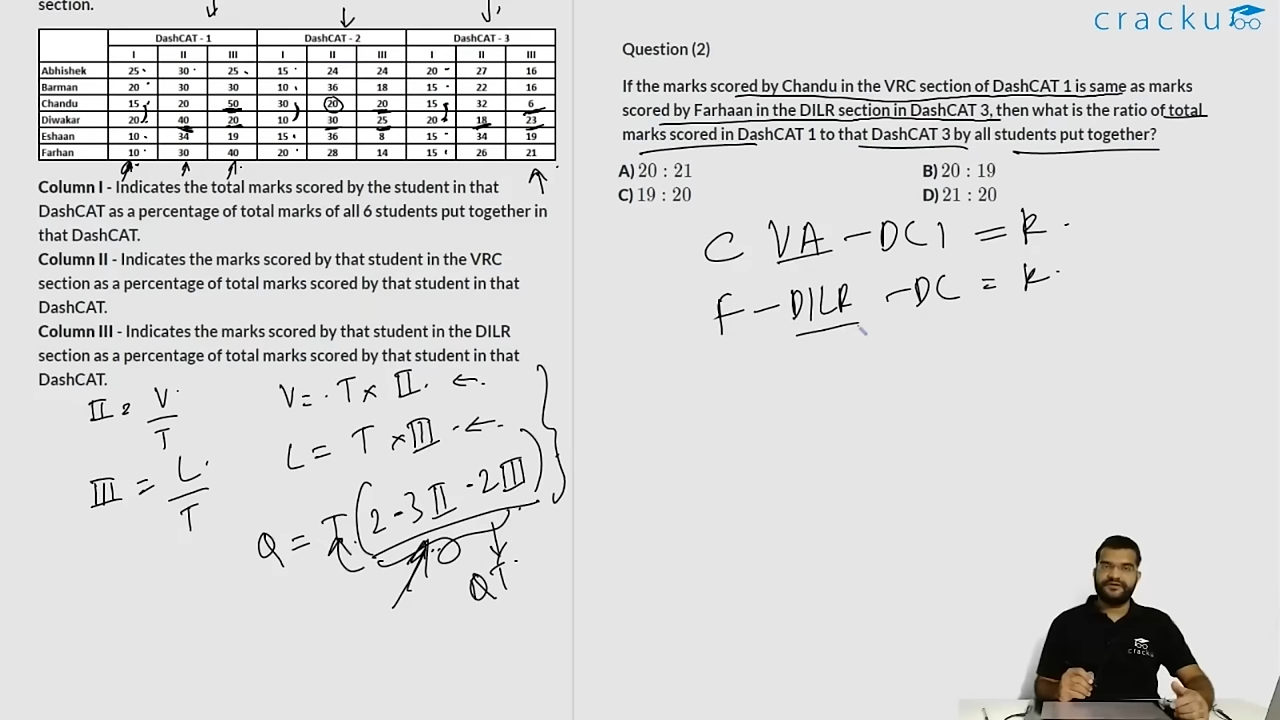 section.
cracku
DashCAT - 1 DashCAT - 2 DashCAT - 3
I II III I II III I II III
Abhishek 25 30 25 15 24 24 20 27 16
Barman 20 30 30 10 36 18 15 22 16
Chandu 15 20 50 30 20 20 15 32 6
Diwakar 20 40 20 10 30 25 20 18 23
Eshaan 10 34 19 15 36 8 15 34 19
Farhan 10 30 40 20 28 14 15 26 21
Column I - Indicates the total marks scored by the student in that
DashCAT as a percentage of total marks of all 6 students put together in
that DashCAT.
Column II - Indicates the marks scored by that student in the VRC
section as a percentage of total marks scored by that student in that
DashCAT.
Column III - Indicates the marks scored by that student in the DILR
section as a percentage of total marks scored by that student in that
DashCAT.
II = V/T
V = T × II
III = L/T
L = T × III
Q = T (2-3II-2III)
QT
Question (2)
If the marks scored by Chandu in the VRC section of DashCAT 1 is same as marks
scored by Farhaan in the DILR section in DashCAT 3, then what is the ratio of total
marks scored in DashCAT 1 to that DashCAT 3 by all students put together?
A) 20 : 21 B) 20 : 19
C) 19 : 20 D) 21 : 20
C VA - DC1 = k.
F - DILR - DC = k.
cracku